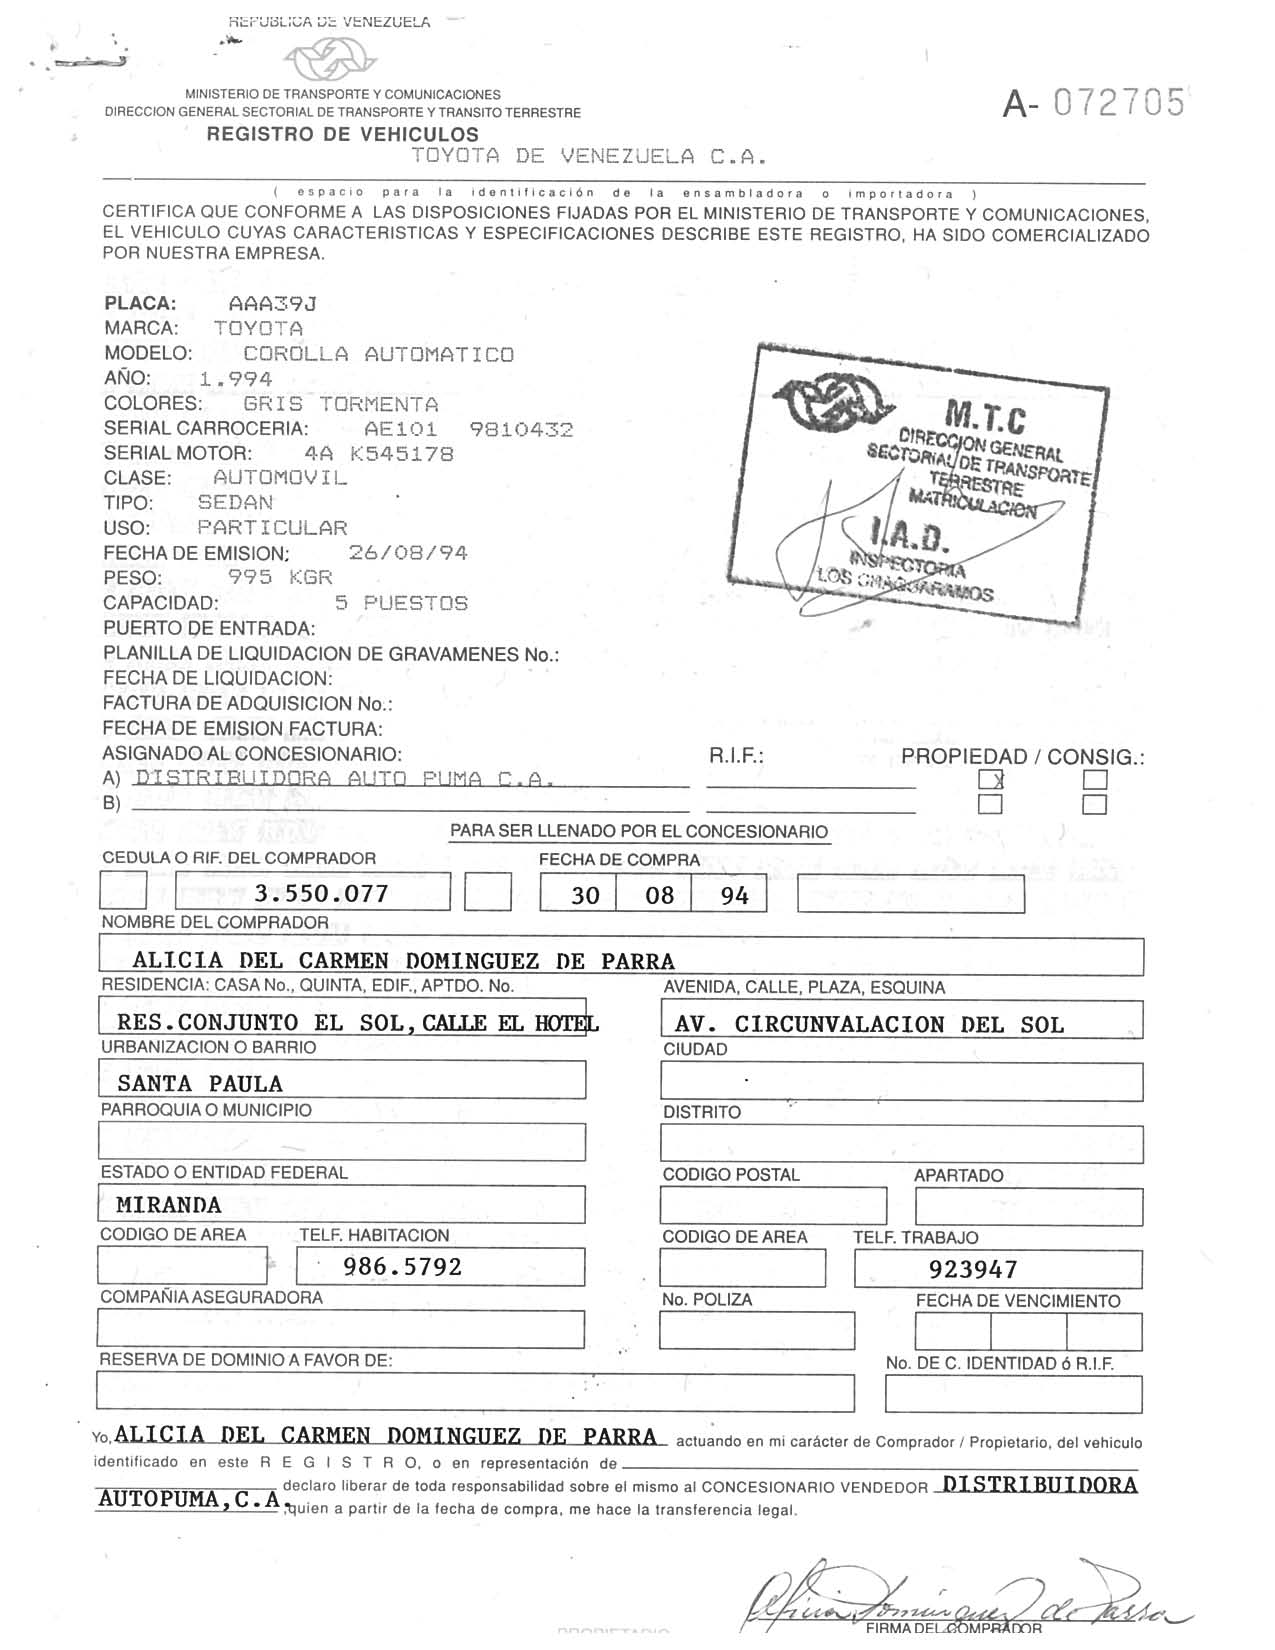 REPUBLICA DE VENEZUELA
MINISTERIO DE TRANSPORTE Y COMUNICACIONES
DIRECCION GENERAL SECTORIAL DE TRANSPORTE Y TRANSITO TERRESTRE
A- 072705
REGISTRO DE VEHICULOS
TOYOTA DE VENEZUELA C.A.
( espacio para la identificación de la ensambladora o importadora )
CERTIFICA QUE CONFORME A LAS DISPOSICIONES FIJADAS POR EL MINISTERIO DE TRANSPORTE Y COMUNICACIONES,
EL VEHICULO CUYAS CARACTERISTICAS Y ESPECIFICACIONES DESCRIBE ESTE REGISTRO, HA SIDO COMERCIALIZADO
POR NUESTRA EMPRESA.
PLACA: AAA39J
MARCA: TOYOTA
MODELO: COROLLA AUTOMATICO
AÑO: 1.994
COLORES: GRIS TORMENTA
SERIAL CARROCERIA: AE101 9810432
SERIAL MOTOR: 4A K545178
CLASE: AUTOMOVIL
TIPO: SEDAN
USO: PARTICULAR
FECHA DE EMISION: 26/08/94
PESO: 995 KGR
CAPACIDAD: 5 PUESTOS
PUERTO DE ENTRADA:
PLANILLA DE LIQUIDACION DE GRAVAMENES No.:
FECHA DE LIQUIDACION:
FACTURA DE ADQUISICION No.:
FECHA DE EMISION FACTURA:
M.T.C
DIRECCION GENERAL
SECTORIAL DE TRANSPORTE
TERRESTRE
MATRICULACION
I.A.D.
INSPECTORIA
LOS CHAGUARAMOS
ASIGNADO AL CONCESIONARIO: R.I.F.: PROPIEDAD / CONSIG.:
A) DISTRIBUIDORA AUTO PUMA C.A. X
B)
PARA SER LLENADO POR EL CONCESIONARIO
CEDULA O RIF. DEL COMPRADOR FECHA DE COMPRA
3.550.077 30 08 94
NOMBRE DEL COMPRADOR
ALICIA DEL CARMEN DOMINGUEZ DE PARRA
RESIDENCIA: CASA No., QUINTA, EDIF., APTDO. No. AVENIDA, CALLE, PLAZA, ESQUINA
RES.CONJUNTO EL SOL, CALLE EL HOTEL AV. CIRCUNVALACION DEL SOL
URBANIZACION O BARRIO CIUDAD
SANTA PAULA
PARROQUIA O MUNICIPIO DISTRITO
ESTADO O ENTIDAD FEDERAL CODIGO POSTAL APARTADO
MIRANDA
CODIGO DE AREA TELF. HABITACION CODIGO DE AREA TELF. TRABAJO
986.5792 923947
COMPAÑIA ASEGURADORA No. POLIZA FECHA DE VENCIMIENTO
RESERVA DE DOMINIO A FAVOR DE: No. DE C. IDENTIDAD ó R.I.F.
Yo, ALICIA DEL CARMEN DOMINGUEZ DE PARRA actuando en mi carácter de Comprador / Propietario, del vehiculo
identificado en este R E G I S T R O, o en representación de
declaro liberar de toda responsabilidad sobre el mismo al CONCESIONARIO VENDEDOR DISTRIBUIDORA
AUTOPUMA, C.A. ,quien a partir de la fecha de compra, me hace la transferencia legal.
Alicia Dominguez de Parra
PROPIETARIO FIRMA DEL COMPRADOR